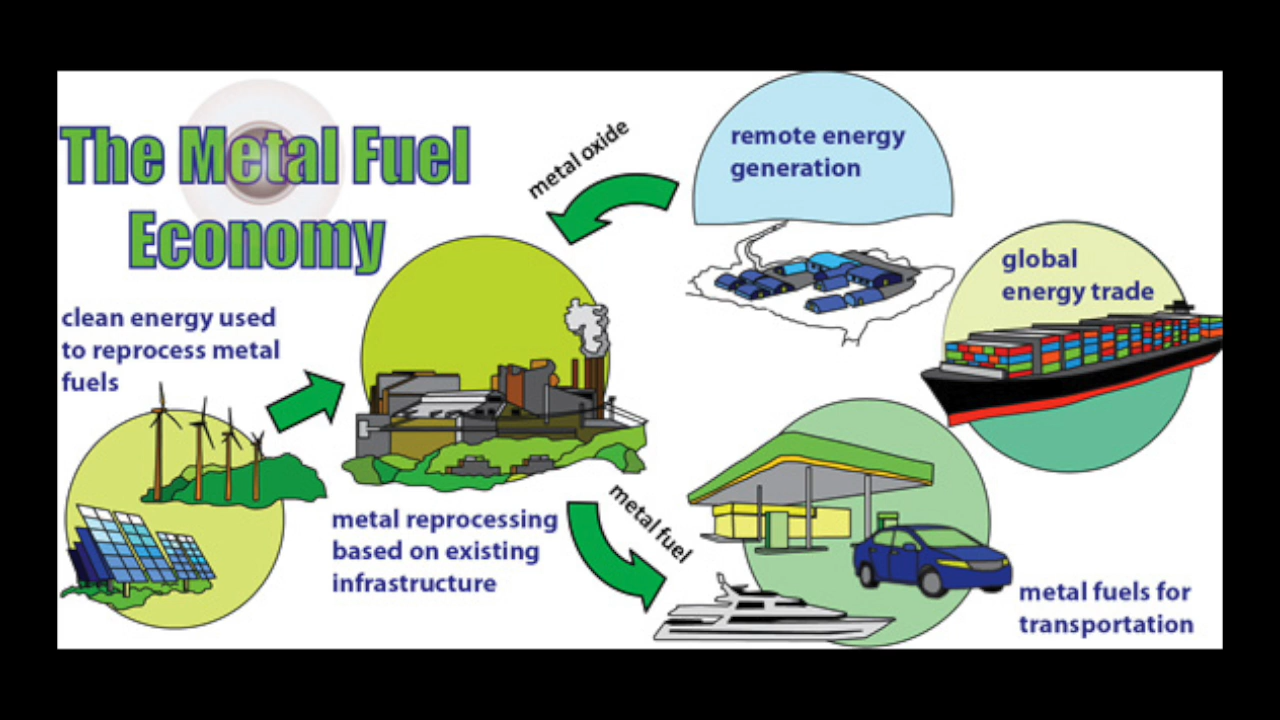 The Metal Fuel
Economy
metal oxide
remote energy
generation
global
energy trade
clean energy used
to reprocess metal
fuels
metal reprocessing
based on existing
infrastructure
metal fuel
metal fuels for
transportation